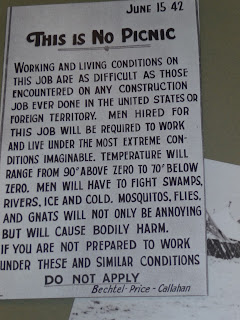 JUNE 15 42
THIS IS NO PICNIC
WORKING AND LIVING CONDITIONS ON
THIS JOB ARE AS DIFFICULT AS THOSE
ENCOUNTERED ON ANY CONSTRUCTION
JOB EVER DONE IN THE UNITED STATES OR
FOREIGN TERRITORY. MEN HIRED FOR
THIS JOB WILL BE REQUIRED TO WORK
AND LIVE UNDER THE MOST EXTREME CON-
DITIONS IMAGINABLE. TEMPERATURE WILL
RANGE FROM 90° ABOVE ZERO TO 70° BELOW
ZERO. MEN WILL HAVE TO FIGHT SWAMPS,
RIVERS, ICE AND COLD. MOSQUITOS, FLIES,
AND GNATS WILL NOT ONLY BE ANNOYING
BUT WILL CAUSE BODILY HARM.
IF YOU ARE NOT PREPARED TO WORK
UNDER THESE AND SIMILAR CONDITIONS
DO NOT APPLY
Bechtel-Price-Callahan